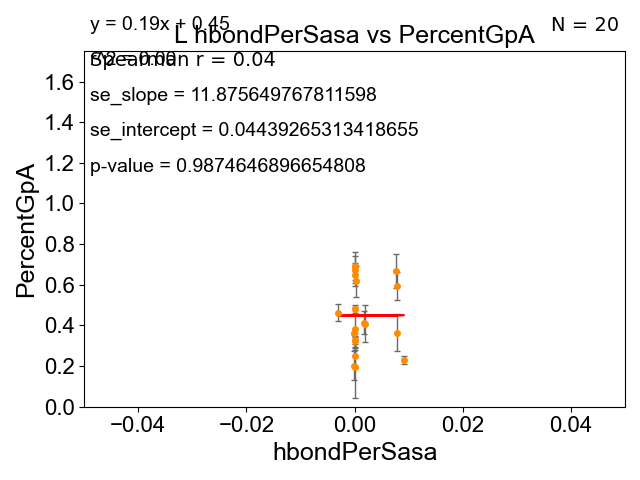 y = 0.19x + 0.45
N = 20
L hbondPerSasa vs PercentGpA
Spearman r = 0.04
se_slope = 11.875649767811598
se_intercept = 0.04439265313418655
p-value = 0.9874646896654808
PercentGpA
1.6
1.4
1.2
1.0
0.8
0.6
0.4
0.2
0.0
−0.04 −0.02 0.00 0.02 0.04
hbondPerSasa